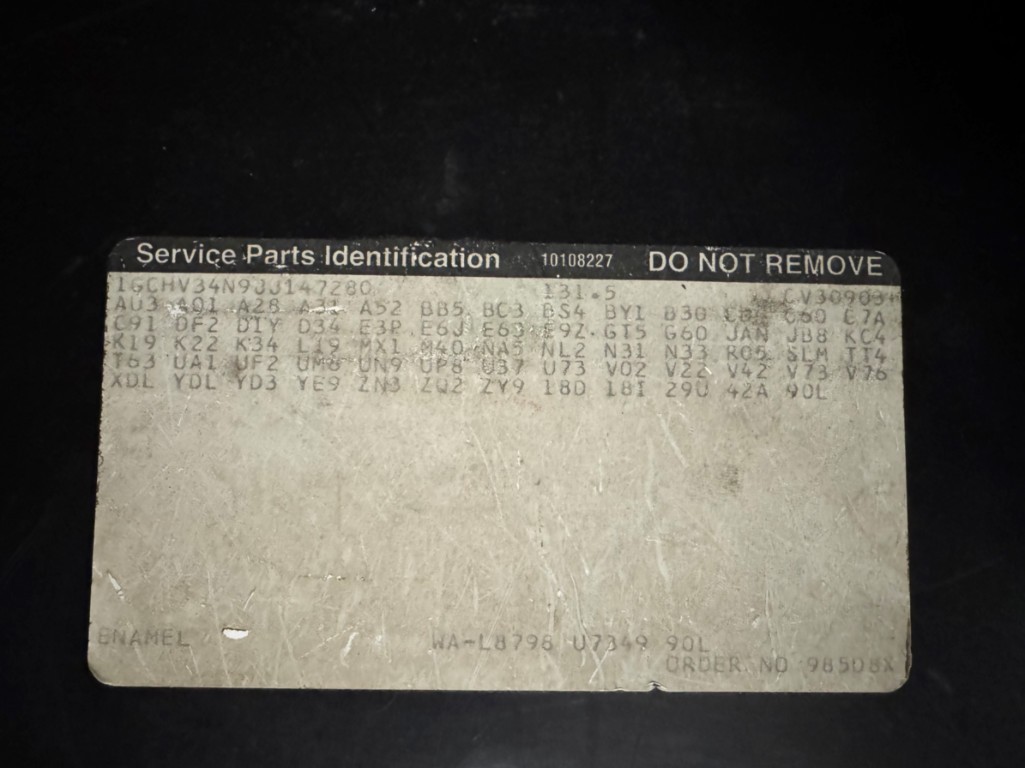 Service Parts Identification 10108227 DO NOT REMOVE
1GCHV34N9JJ147280 131.5 CV30903
AU3 A01 A28 A31 A52 BB5 BC3 BS4 BY1 B30 C60 C7A
C91 DF2 D1Y D34 E3P E6J E9Z GT5 G60 JAN JB8 KC4
K19 K22 K34 L19 MX1 M40 NA5 NL2 N31 N33 R05 SLM TT4
T63 UA1 UF2 UM6 UN9 UP8 U37 U73 V02 V22 V42 V73 V76
XDL YDL YD3 YE9 ZN3 ZQ2 ZY9 18D 18I 29U 42A 90L
ENAMEL WA-L8798 U7349 90L
ORDER NO 985D8X